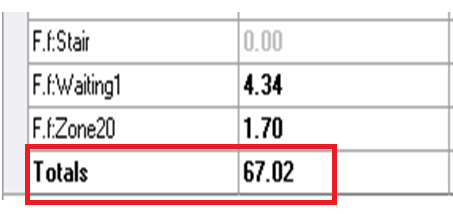 F.f:Stair 0.00
F.f:Waiting1 4.34
F.f:Zone20 1.70
Totals 67.02